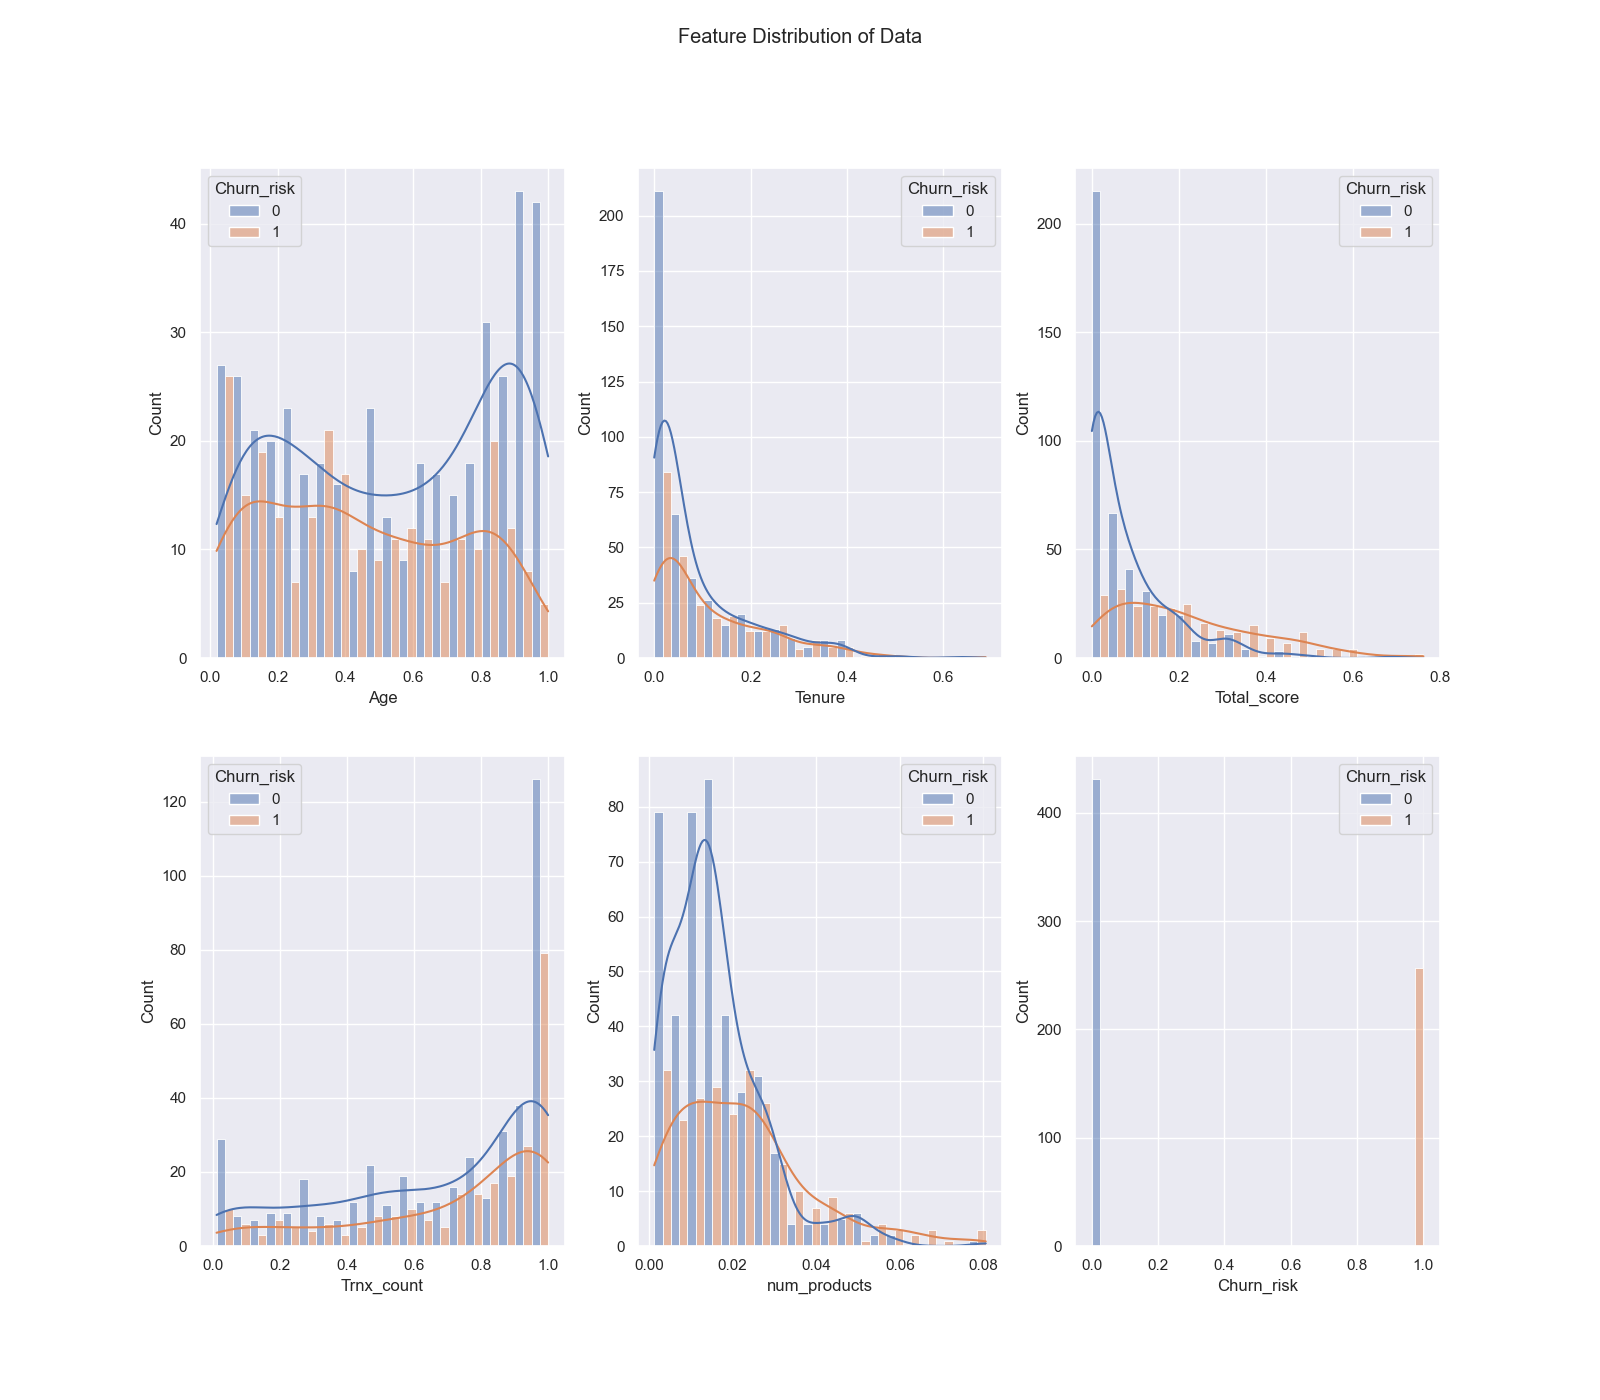 Feature Distribution of Data
Churn_risk
0
1
40
30
20
10
0
Count
0.0 0.2 0.4 0.6 0.8 1.0
Age
Churn_risk
0
1
200
175
150
125
100
75
50
25
0
Count
0.0 0.2 0.4 0.6
Tenure
Churn_risk
0
1
200
150
100
50
0
Count
0.0 0.2 0.4 0.6 0.8
Total_score
Churn_risk
0
1
120
100
80
60
40
20
0
Count
0.0 0.2 0.4 0.6 0.8 1.0
Trnx_count
Churn_risk
0
1
80
70
60
50
40
30
20
10
0
Count
0.00 0.02 0.04 0.06 0.08
num_products
Churn_risk
0
1
400
300
200
100
0
Count
0.0 0.2 0.4 0.6 0.8 1.0
Churn_risk